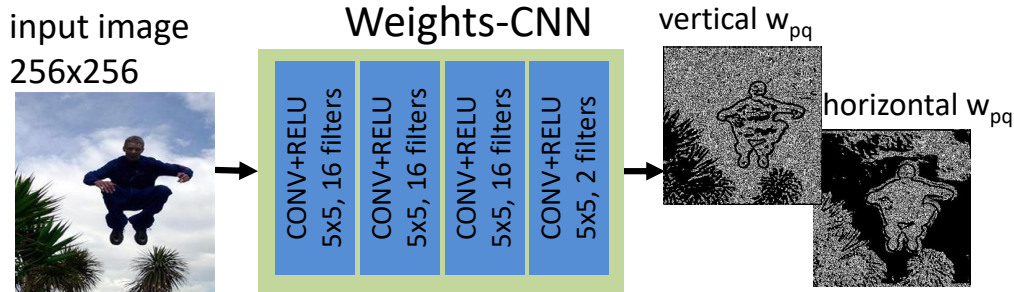 Weights-CNN
input image
256x256
CONV+RELU
5x5, 16 filters
CONV+RELU
5x5, 16 filters
CONV+RELU
5x5, 16 filters
CONV+RELU
5x5, 2 filters
vertical w_pq
horizontal w_pq